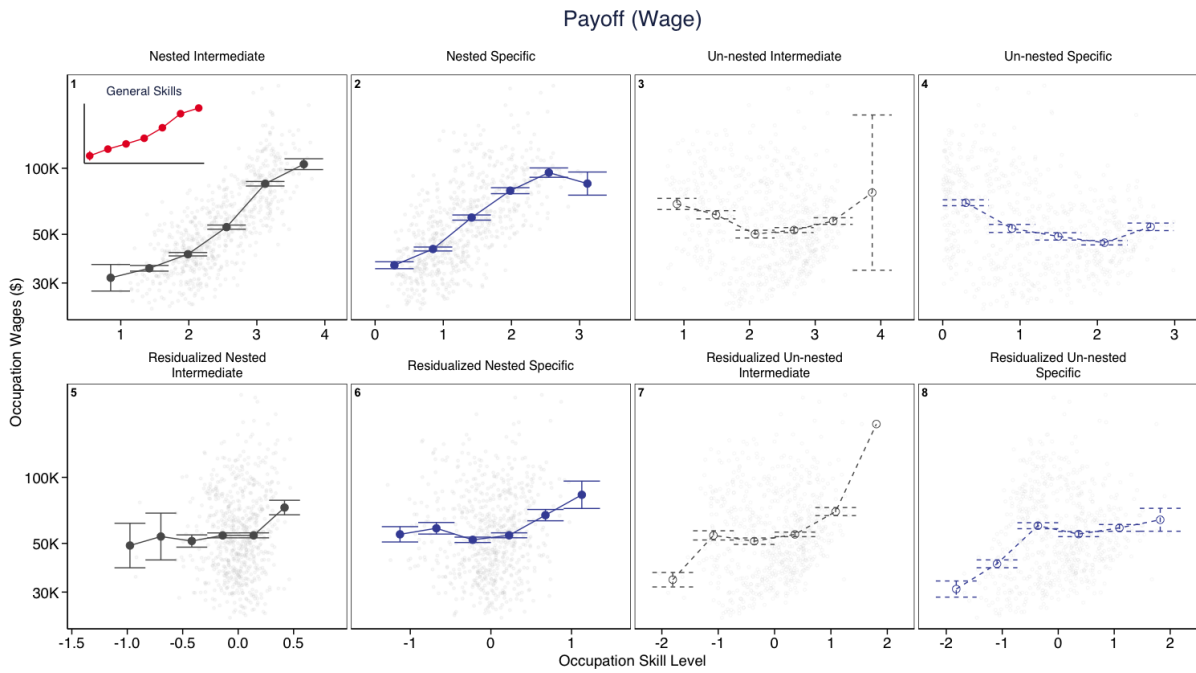 Payoff (Wage)
Nested Intermediate
Nested Specific
Un-nested Intermediate
Un-nested Specific
1
General Skills
2
3
4
100K
50K
30K
1 2 3 4
0 1 2 3
1 2 3 4
0 1 2 3
Occupation Wages ($)
Residualized Nested
Intermediate
Residualized Nested Specific
Residualized Un-nested
Intermediate
Residualized Un-nested
Specific
5
6
7
8
100K
50K
30K
-1.5 -1.0 -0.5 0.0 0.5
-1 0 1
-2 -1 0 1 2
-2 -1 0 1 2
Occupation Skill Level